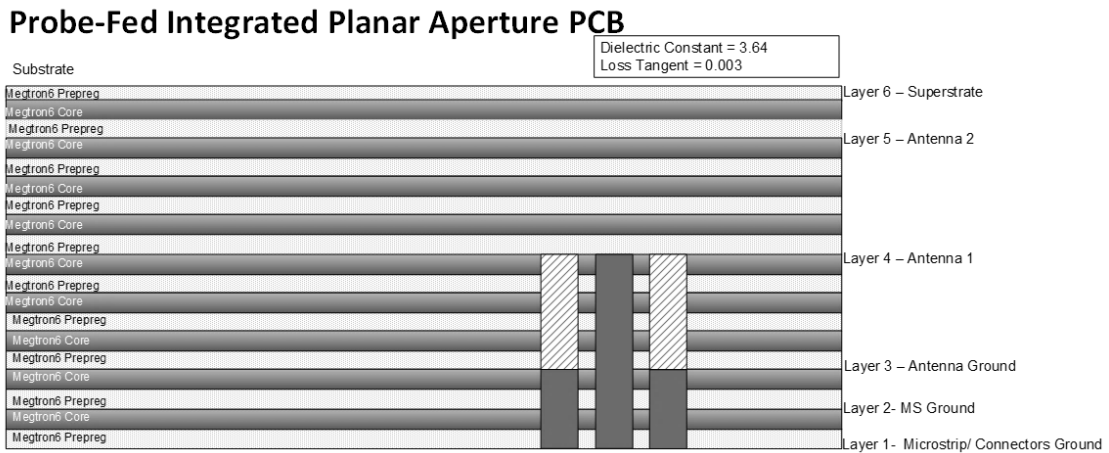 Probe-Fed Integrated Planar Aperture PCB
Dielectric Constant = 3.64
Loss Tangent = 0.003
Substrate
Megtron6 Prepreg
Layer 6 – Superstrate
Megtron6 Core
Megtron6 Prepreg
Layer 5 – Antenna 2
Megtron6 Core
Megtron6 Prepreg
Megtron6 Core
Megtron6 Prepreg
Megtron6 Core
Megtron6 Prepreg
Layer 4 – Antenna 1
Megtron6 Core
Megtron6 Prepreg
Megtron6 Core
Megtron6 Prepreg
Megtron6 Core
Megtron6 Prepreg
Layer 3 – Antenna Ground
Megtron6 Core
Megtron6 Prepreg
Layer 2- MS Ground
Megtron6 Core
Megtron6 Prepreg
Layer 1- Microstrip/ Connectors Ground